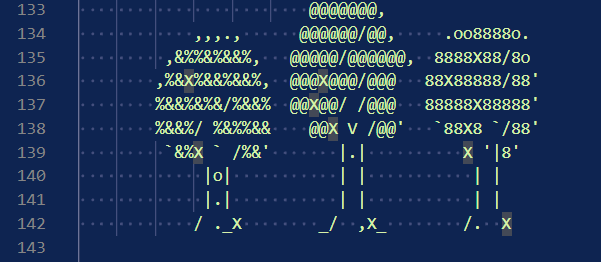 133                      @@@@@@@,
134          ,,,.,      @@@@@@/@@,     .oo8888o.
135       ,&%%&%&&%,   @@@@@/@@@@@@,  8888X88/8o
136      ,%&X%&&%&&%,  @@@X@@@/@@@   88X88888/88'
137      %&&%&%&/%&&%  @@X@@/ /@@@   88888X88888'
138      %&&%/ %&%%&&    @@X V /@@'   `88X8 `/88'
139       `&%X ` /%&'       |.|          X '|8'
140           |o|           | |           | |
141           |.|           | |           | |
142          / ._X        _/  ,X_        /.  X
143